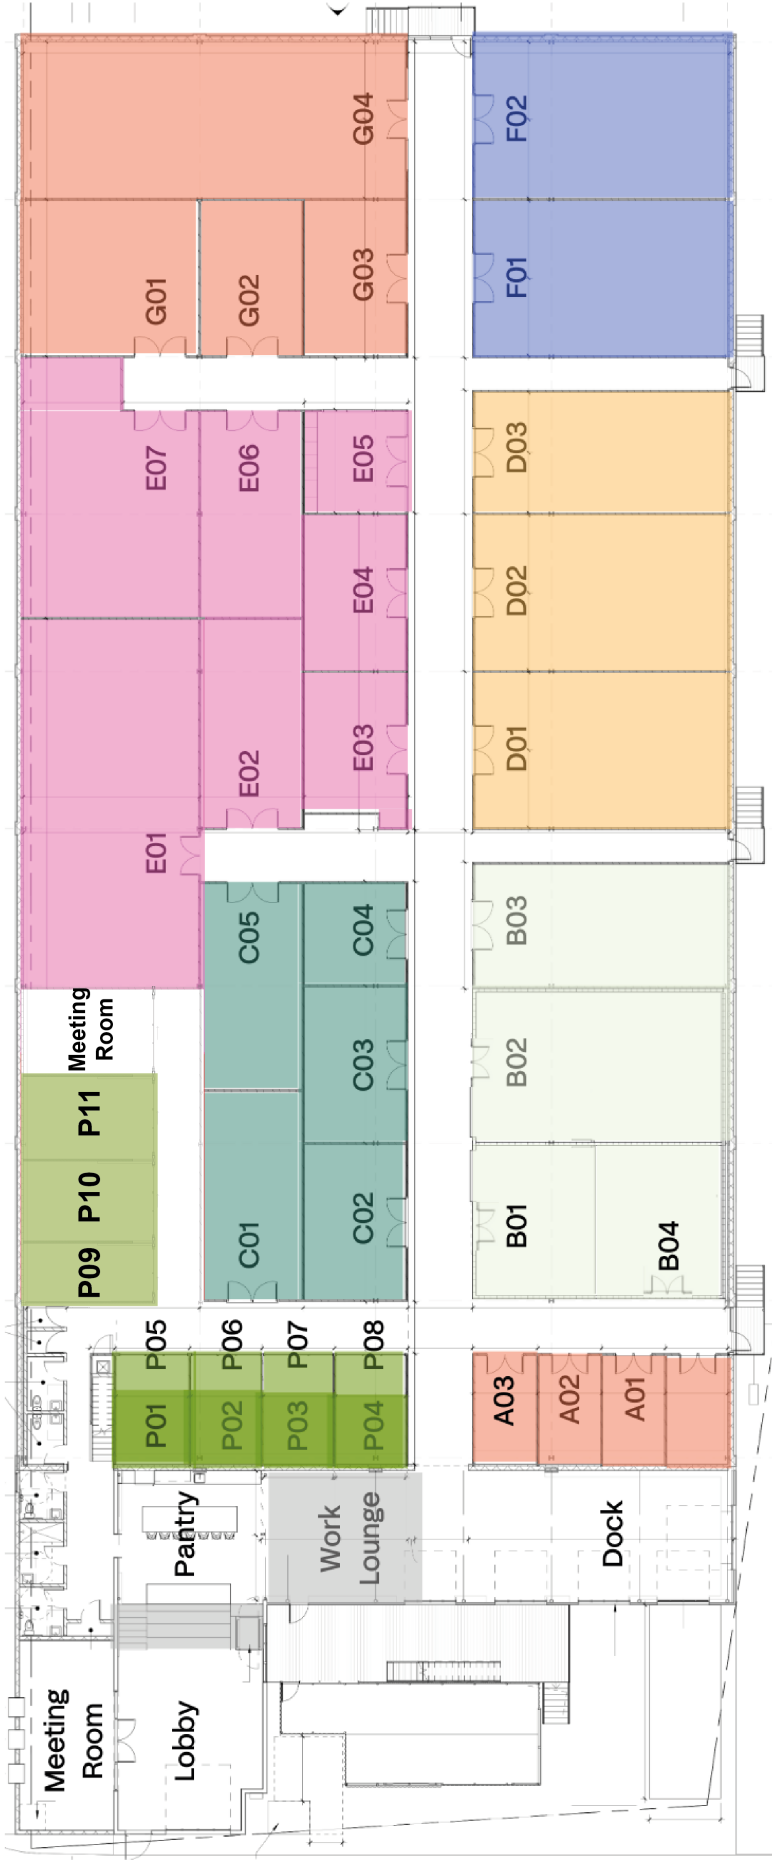 G04
F02
G01
G02
G03
F01
E07
E06
E05
D03
E04
D02
E02
E03
D01
E01
C05
C04
B03
Meeting
Room
C03
B02
P11
P10
P09
C01
C02
B01
B04
P05
P06
P07
P08
P01
P02
P03
P04
A03
A02
A01
Pantry
Work
Lounge
Dock
Meeting
Room
Lobby